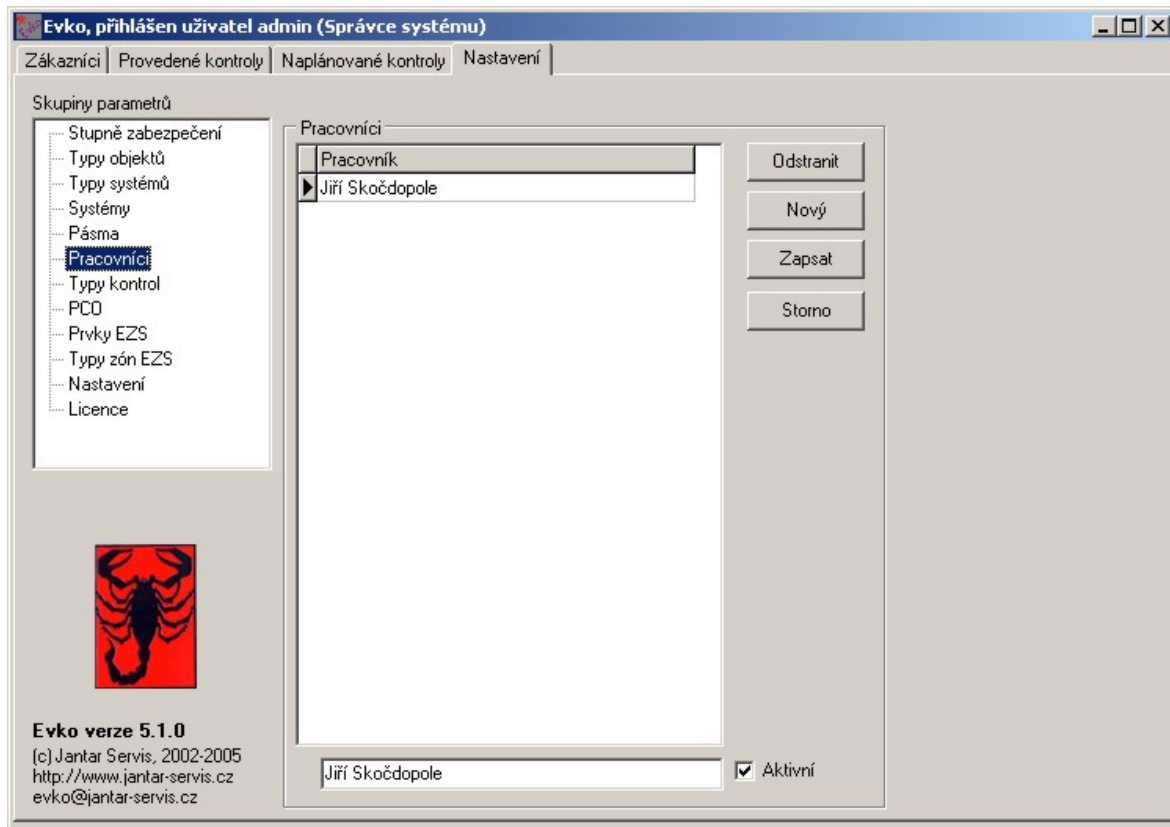 Evko, přihlášen uživatel admin (Správce systému)
Zákazníci Provedené kontroly Naplánované kontroly Nastavení
Skupiny parametrů
Stupně zabezpečení
Typy objektů
Typy systémů
Systémy
Pásma
Pracovníci
Typy kontrol
PCO
Prvky EZS
Typy zón EZS
Nastavení
Licence
Pracovníci
Pracovník
Jiří Skočdopole
Odstranit
Nový
Zapsat
Storno
Jiří Skočdopole
Aktivní
Evko verze 5.1.0
(c) Jantar Servis, 2002-2005
http://www.jantar-servis.cz
evko@jantar-servis.cz